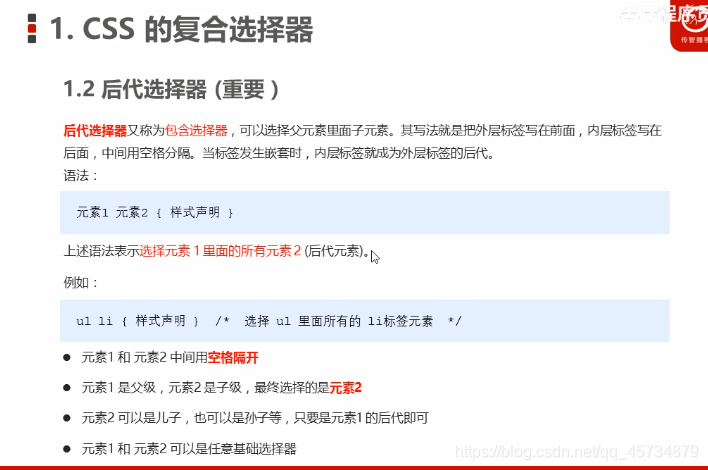 1. CSS 的复合选择器
传智播客
1.2 后代选择器 (重要)
后代选择器又称为包含选择器，可以选择父元素里面子元素。其写法就是把外层标签写在前面，内层标签写在
后面，中间用空格分隔。当标签发生嵌套时，内层标签就成为外层标签的后代。
语法：
元素1 元素2 { 样式声明 }
上述语法表示选择元素 1 里面的所有元素 2 (后代元素)。
例如：
ul li { 样式声明 } /* 选择 ul 里面所有的 li标签元素 */
● 元素1 和 元素2 中间用空格隔开
● 元素1 是父级，元素2 是子级，最终选择的是元素2
● 元素2 可以是儿子，也可以是孙子等，只要是元素1 的后代即可
● 元素1 和 元素2 可以是任意基础选择器
https://blog.csdn.net/qq_45734879